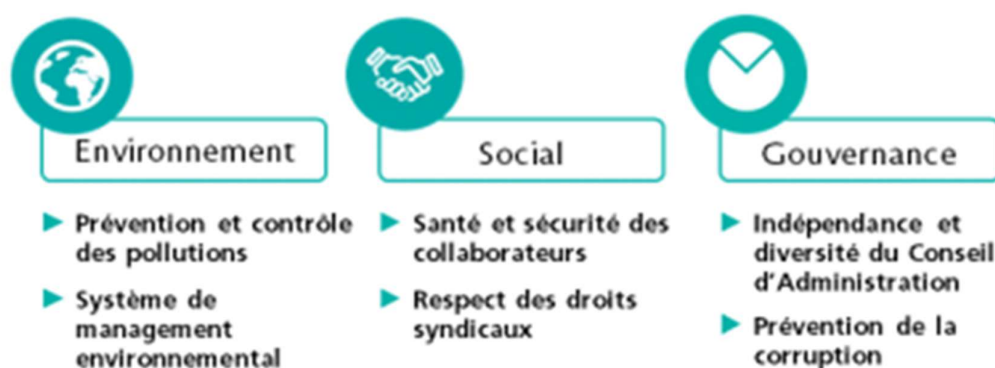 Environnement
Prévention et contrôle
des pollutions
Système de
management
environnemental
Social
Santé et sécurité des
collaborateurs
Respect des droits
syndicaux
Gouvernance
Indépendance et
diversité du Conseil
d'Administration
Prévention de la
corruption